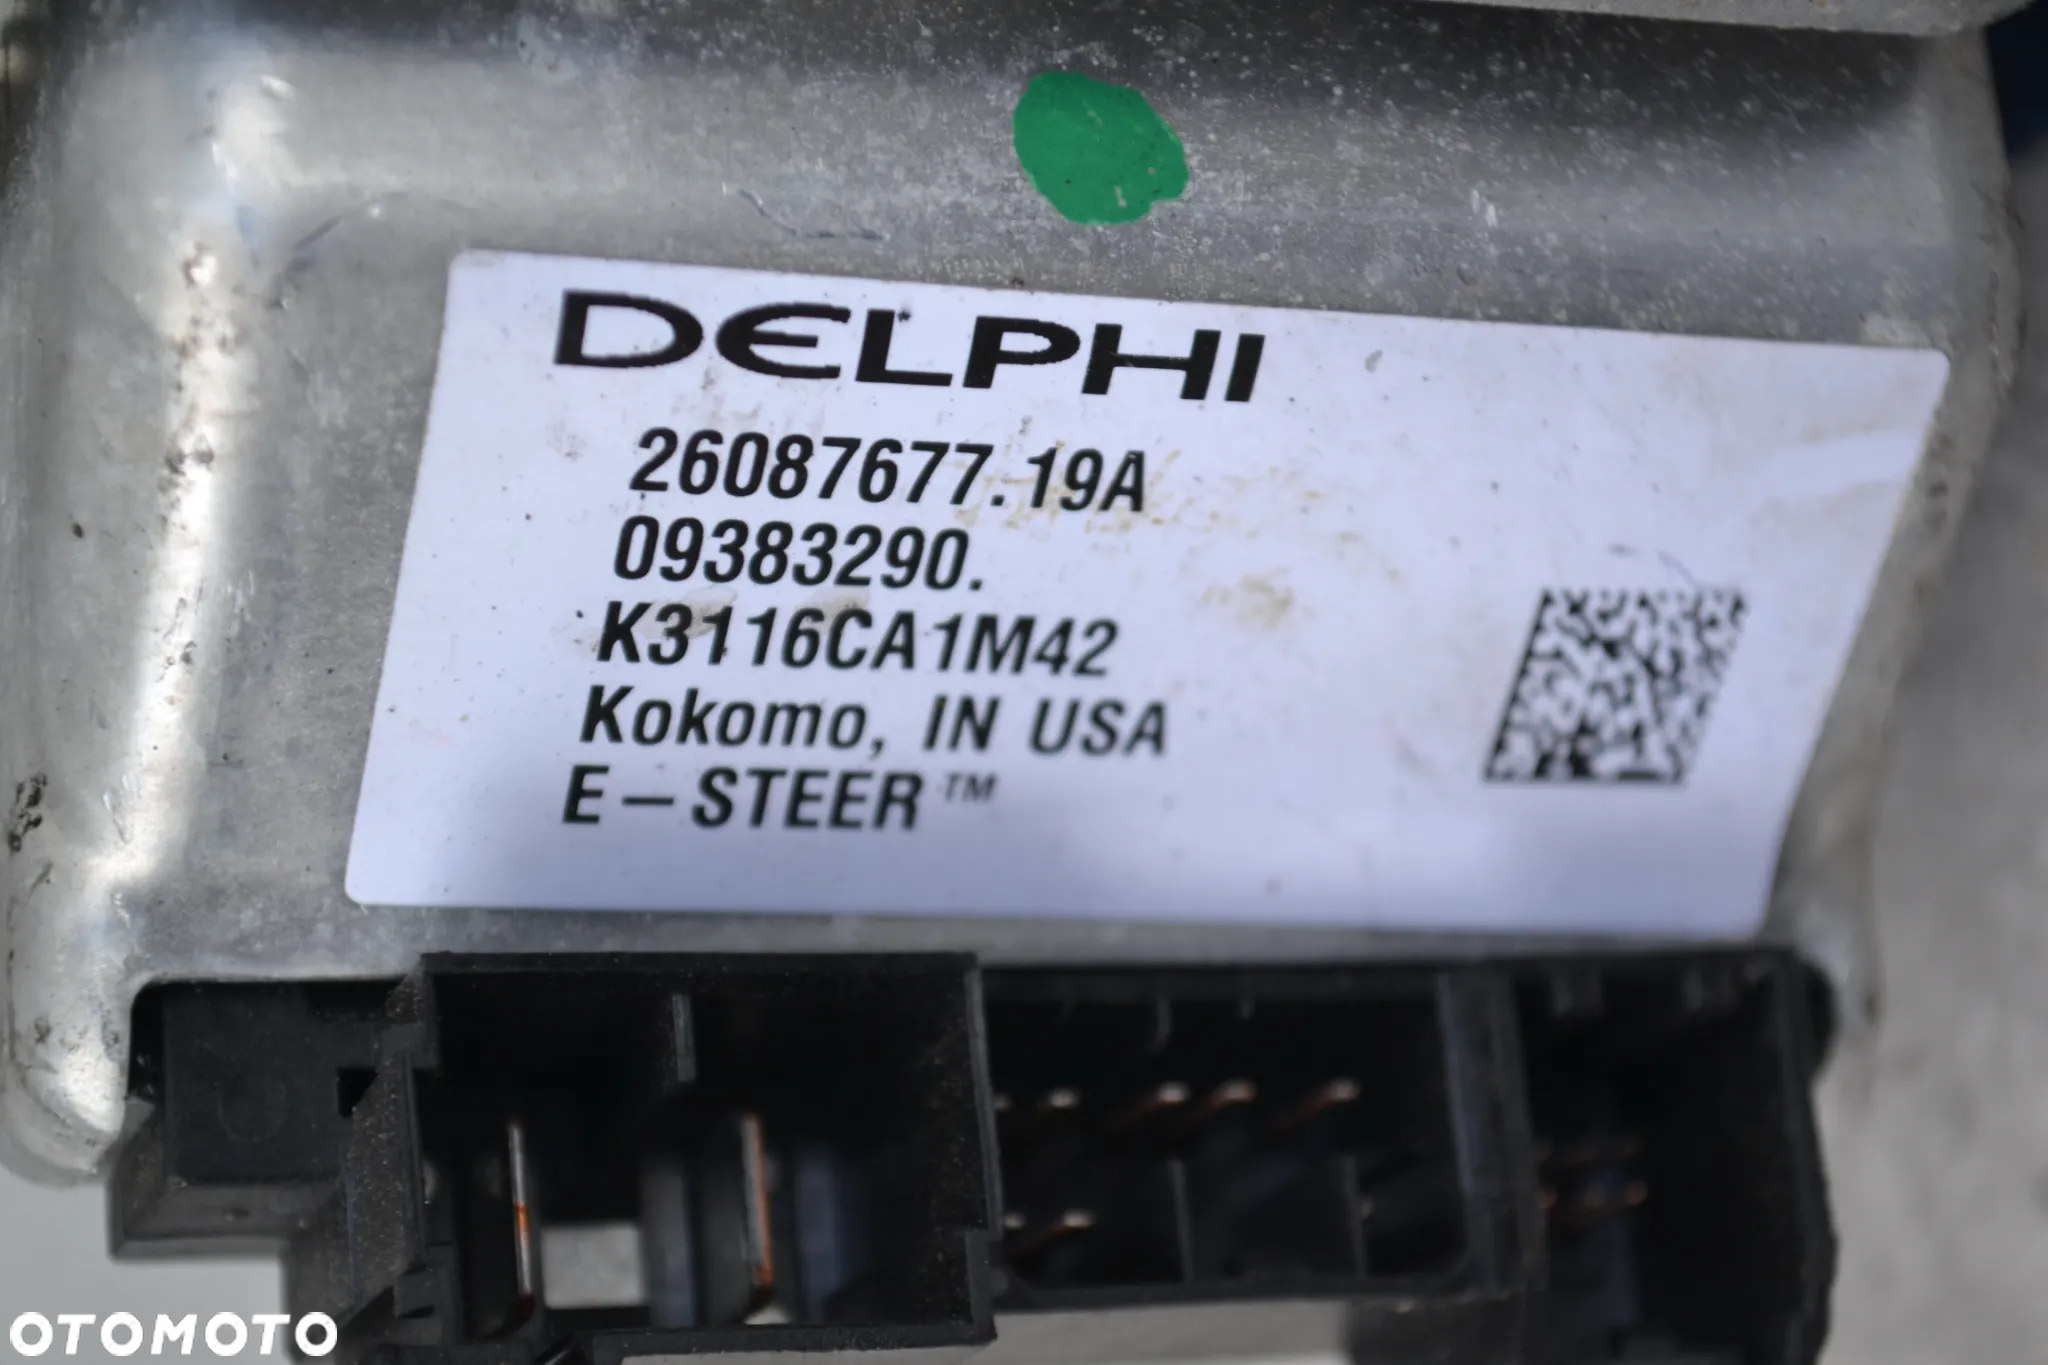 DELPHI
26087677.19A
09383290.
K3116CA1M42
Kokomo, IN USA
E-STEER™
OTOMOTO